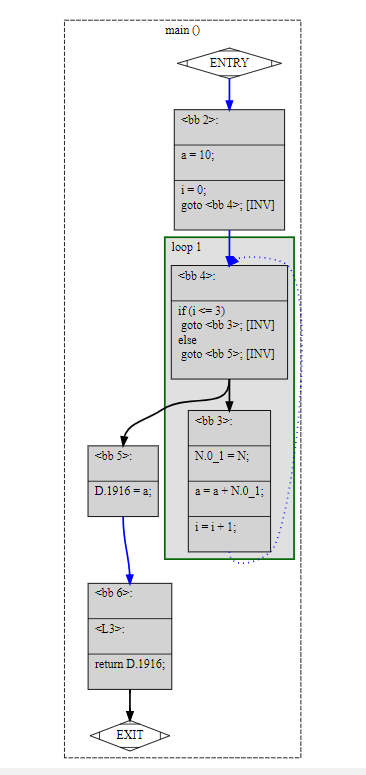 main ()
ENTRY
<bb 2>:
a = 10;
i = 0;
goto <bb 4>; [INV]
loop 1
<bb 4>:
if (i <= 3)
goto <bb 3>; [INV]
else
goto <bb 5>; [INV]
<bb 3>:
N.0_1 = N;
a = a + N.0_1;
i = i + 1;
<bb 5>:
D.1916 = a;
<bb 6>:
<L3>:
return D.1916;
EXIT